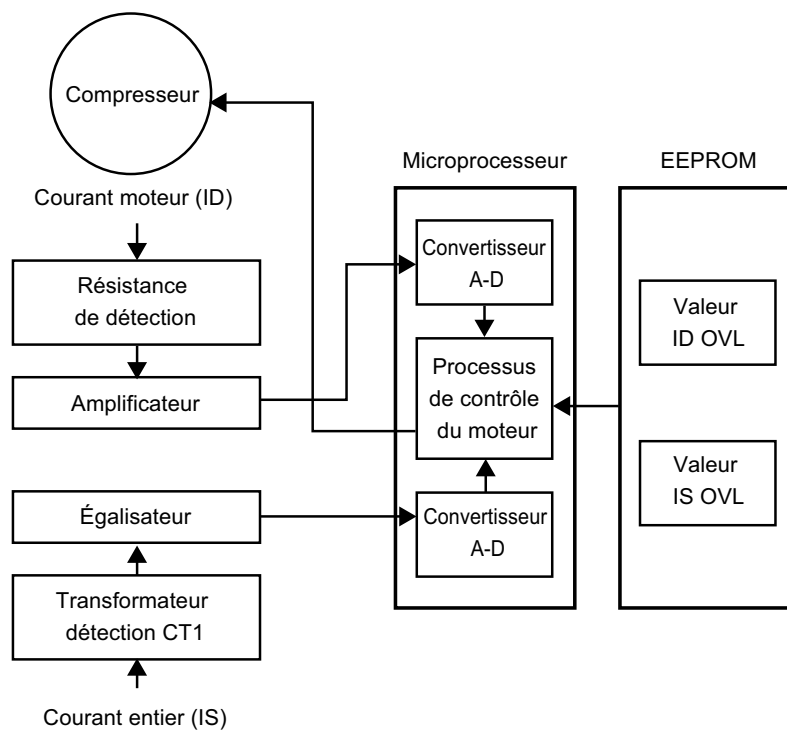 Compresseur
Courant moteur (ID)
Résistance
de détection
Amplificateur
Égalisateur
Transformateur
détection CT1
Courant entier (IS)
Microprocesseur
Convertisseur
A-D
Processus
de contrôle
du moteur
Convertisseur
A-D
EEPROM
Valeur
ID OVL
Valeur
IS OVL